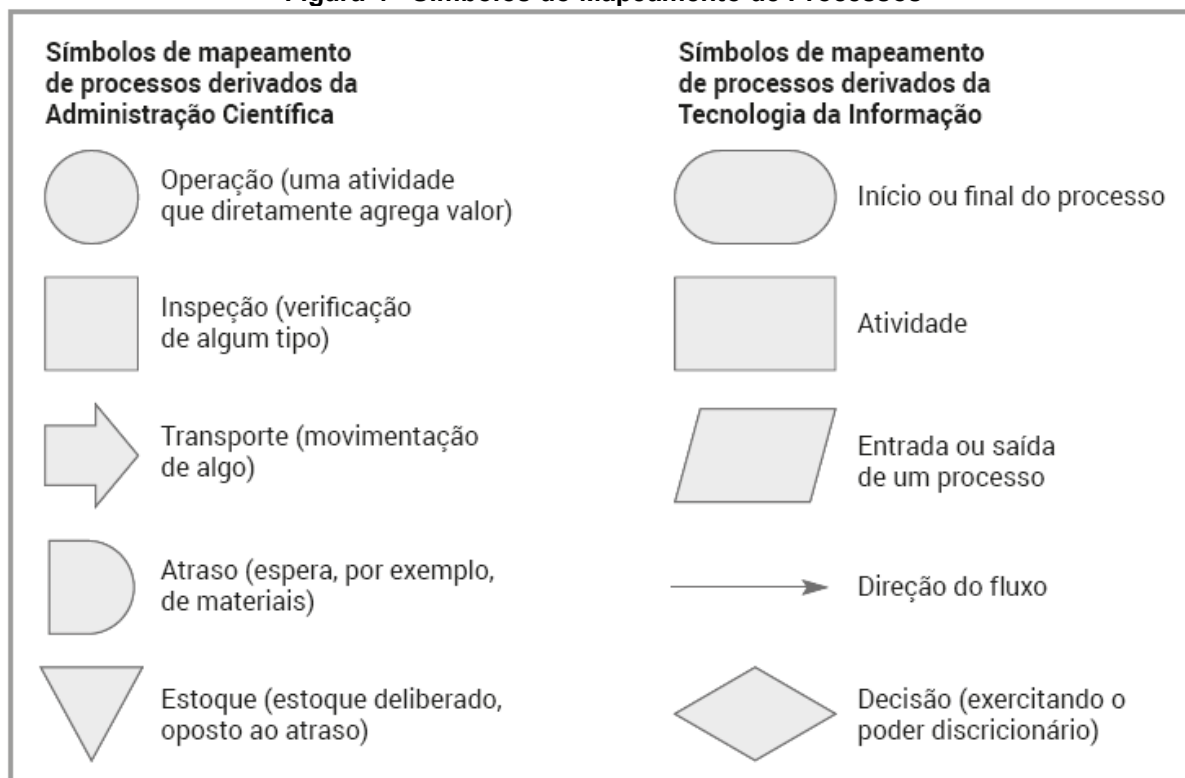 Figura 1 - Símbolos do Mapeamento de Processos
Símbolos de mapeamento
de processos derivados da
Administração Científica
Operação (uma atividade
que diretamente agrega valor)
Inspeção (verificação
de algum tipo)
Transporte (movimentação
de algo)
Atraso (espera, por exemplo,
de materiais)
Estoque (estoque deliberado,
oposto ao atraso)
Símbolos de mapeamento
de processos derivados da
Tecnologia da Informação
Início ou final do processo
Atividade
Entrada ou saída
de um processo
Direção do fluxo
Decisão (exercitando o
poder discricionário)